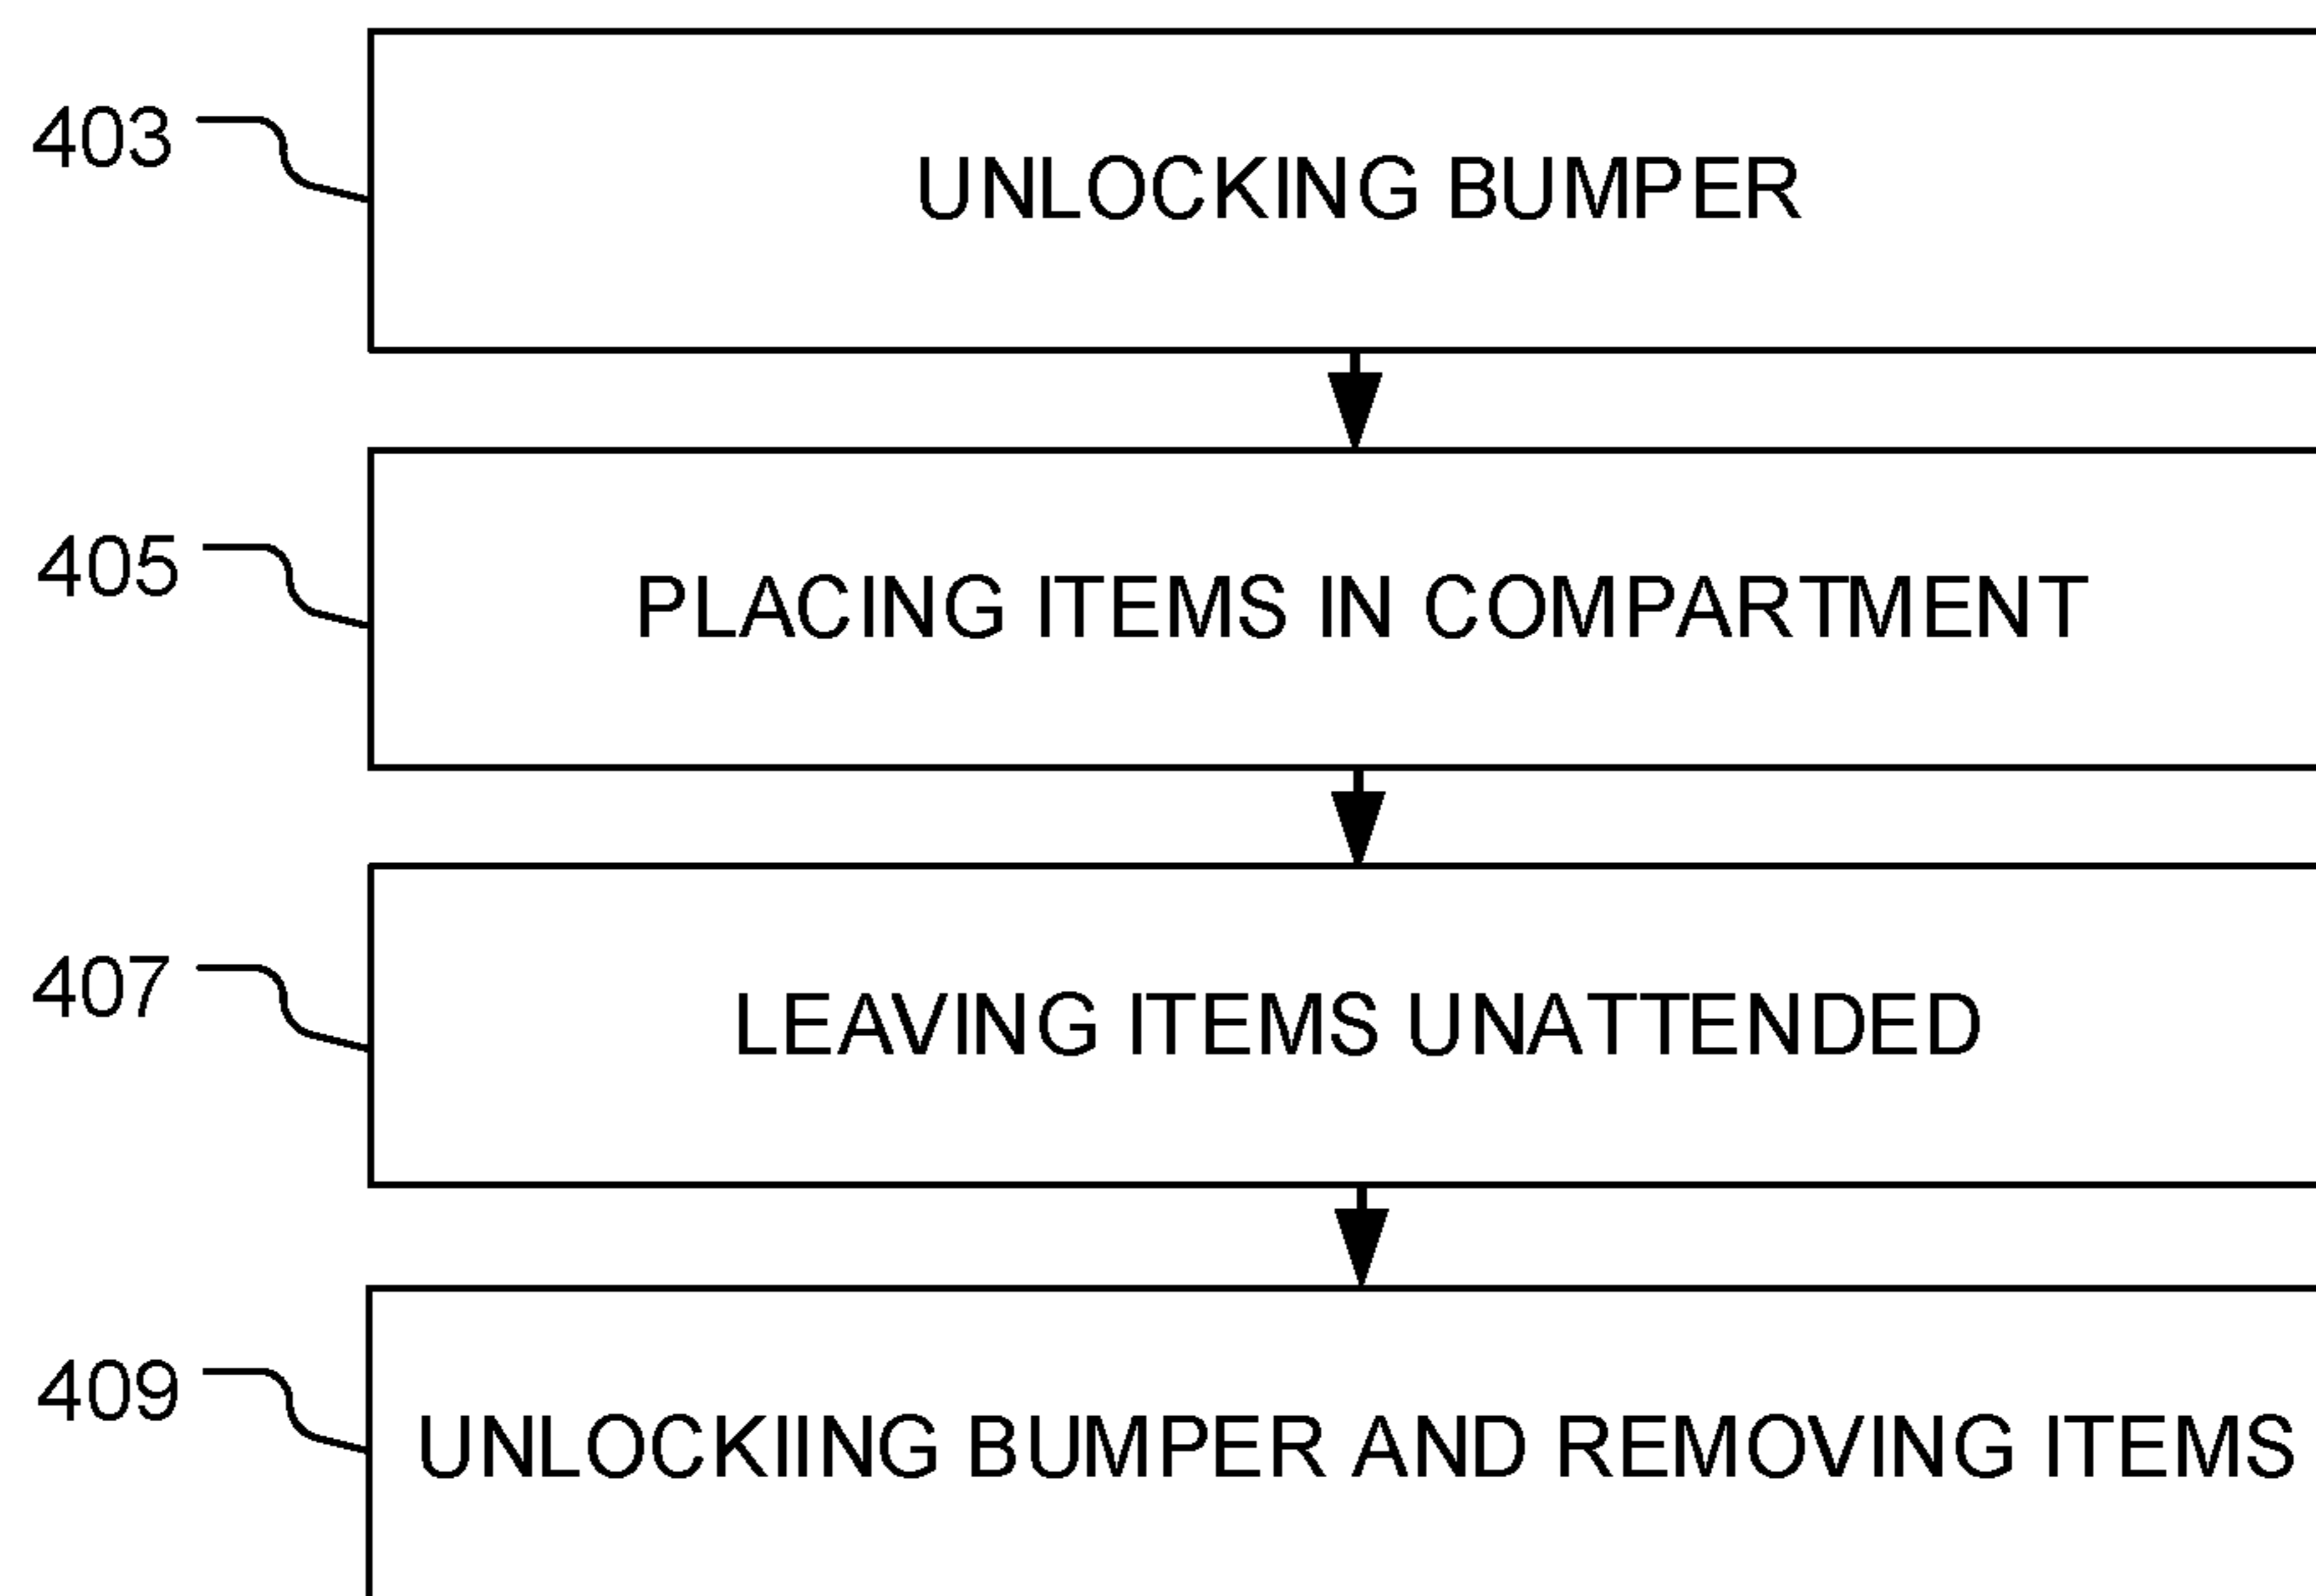 403
UNLOCKING BUMPER
405
PLACING ITEMS IN COMPARTMENT
407
LEAVING ITEMS UNATTENDED
409
UNLOCKIING BUMPER AND REMOVING ITEMS